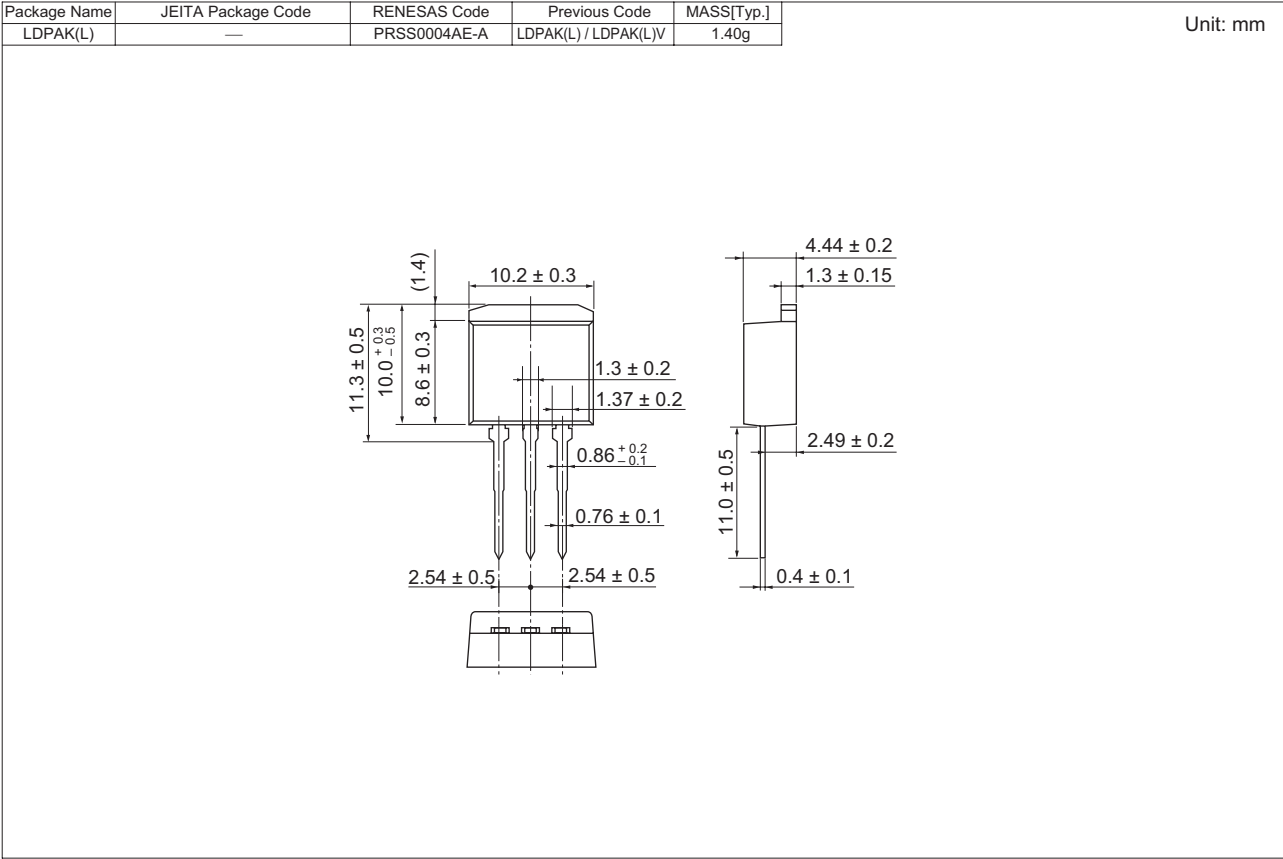 Package Name JEITA Package Code RENESAS Code Previous Code MASS[Typ.]
LDPAK(L) — PRSS0004AE-A LDPAK(L) / LDPAK(L)V 1.40g
Unit: mm
4.44 ± 0.2
(1.4)
10.2 ± 0.3
1.3 ± 0.15
11.3 ± 0.5
10.0 + 0.3 – 0.5
8.6 ± 0.3
1.3 ± 0.2
1.37 ± 0.2
2.49 ± 0.2
0.86 + 0.2 – 0.1
11.0 ± 0.5
0.76 ± 0.1
2.54 ± 0.5 2.54 ± 0.5
0.4 ± 0.1